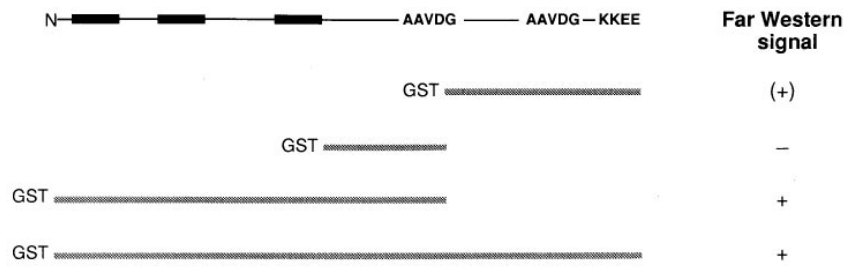 N AAVDG AAVDG – KKEE Far Western
signal
GST (+)
GST –
GST +
GST +